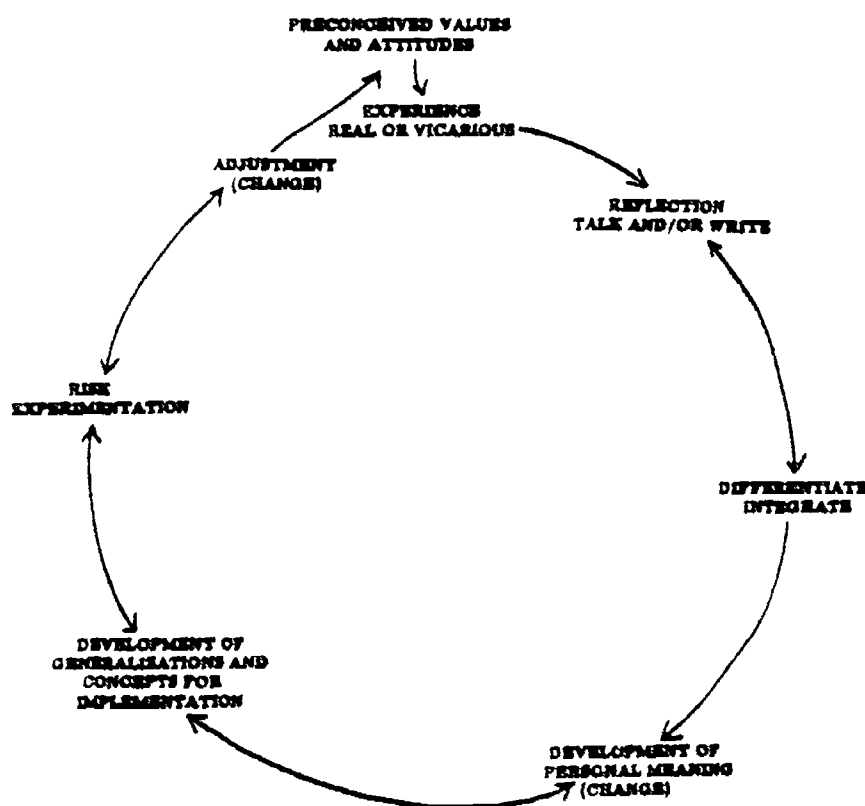 PRECONCEIVED VALUES
AND ATTITUDES
EXPERIENCE
REAL OR VICARIOUS
REFLECTION
TALK AND/OR WRITE
DIFFERENTIATE
INTEGRATE
DEVELOPMENT OF
PERSONAL MEANING
(CHANGE)
DEVELOPMENT OF
GENERALIZATIONS AND
CONCEPTS FOR
IMPLEMENTATION
RISK
EXPERIMENTATION
ADJUSTMENT
(CHANGE)